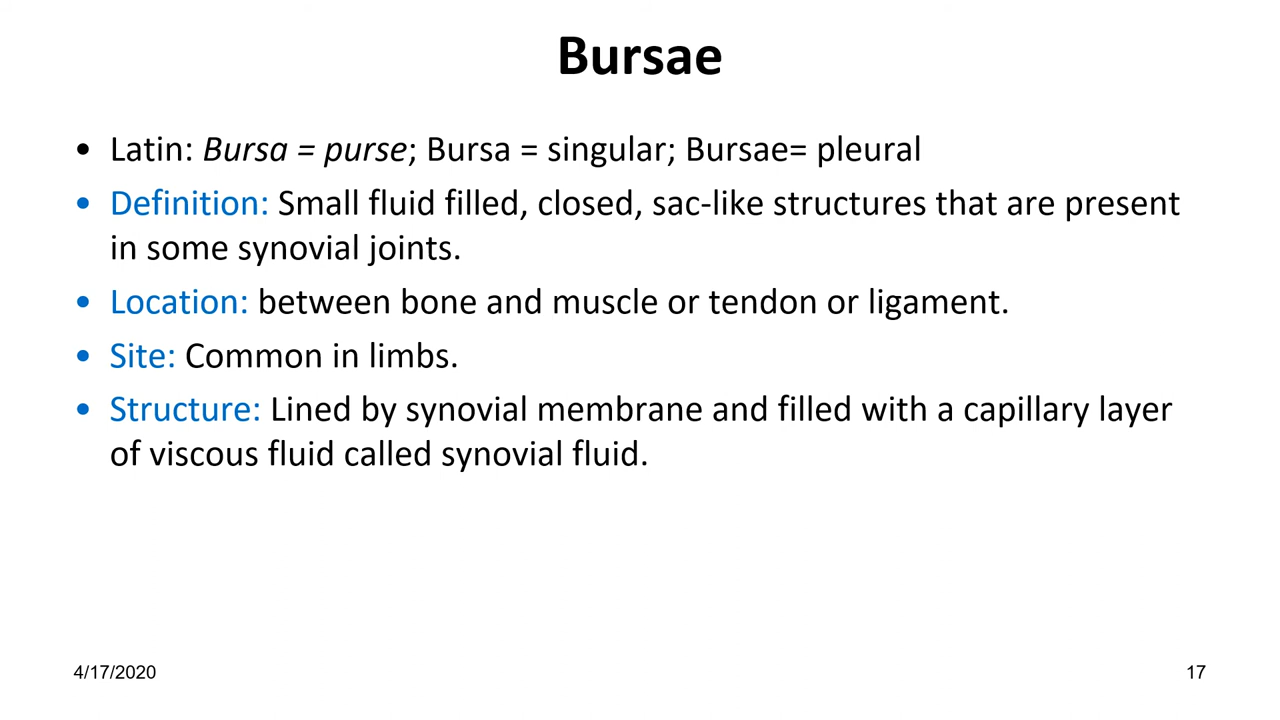 Bursae
• Latin: Bursa = purse; Bursa = singular; Bursae= pleural
• Definition: Small fluid filled, closed, sac-like structures that are present
in some synovial joints.
• Location: between bone and muscle or tendon or ligament.
• Site: Common in limbs.
• Structure: Lined by synovial membrane and filled with a capillary layer
of viscous fluid called synovial fluid.
4/17/2020
17